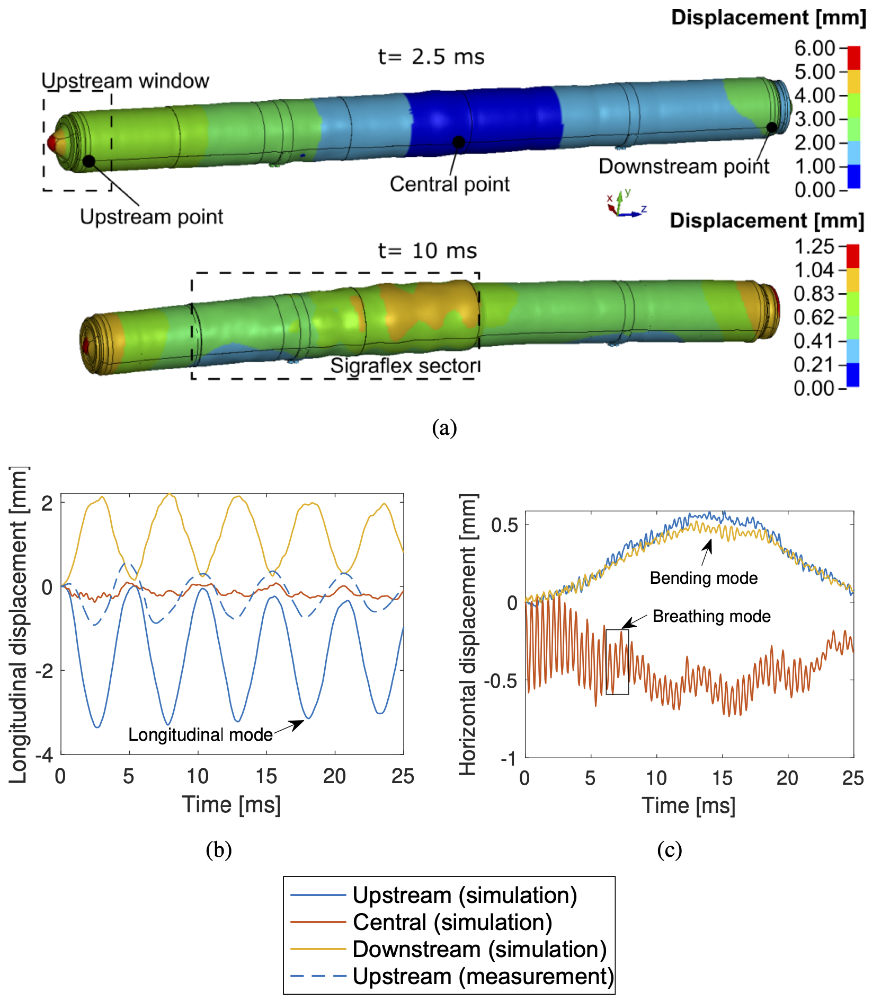 Displacement [mm]
t= 2.5 ms
6.00
5.00
4.00
3.00
2.00
1.00
0.00
Upstream window
Upstream point
Central point
Downstream point
x
y
z
Displacement [mm]
t= 10 ms
1.25
1.04
0.83
0.62
0.41
0.21
0.00
Sigraflex sector
(a)
Longitudinal displacement [mm]
2
0
-2
-4
Longitudinal mode
0 5 10 15 20 25
Time [ms]
(b)
Horizontal displacement [mm]
0.5
0
-0.5
-1
Bending mode
Breathing mode
0 5 10 15 20 25
Time [ms]
(c)
Upstream (simulation)
Central (simulation)
Downstream (simulation)
Upstream (measurement)